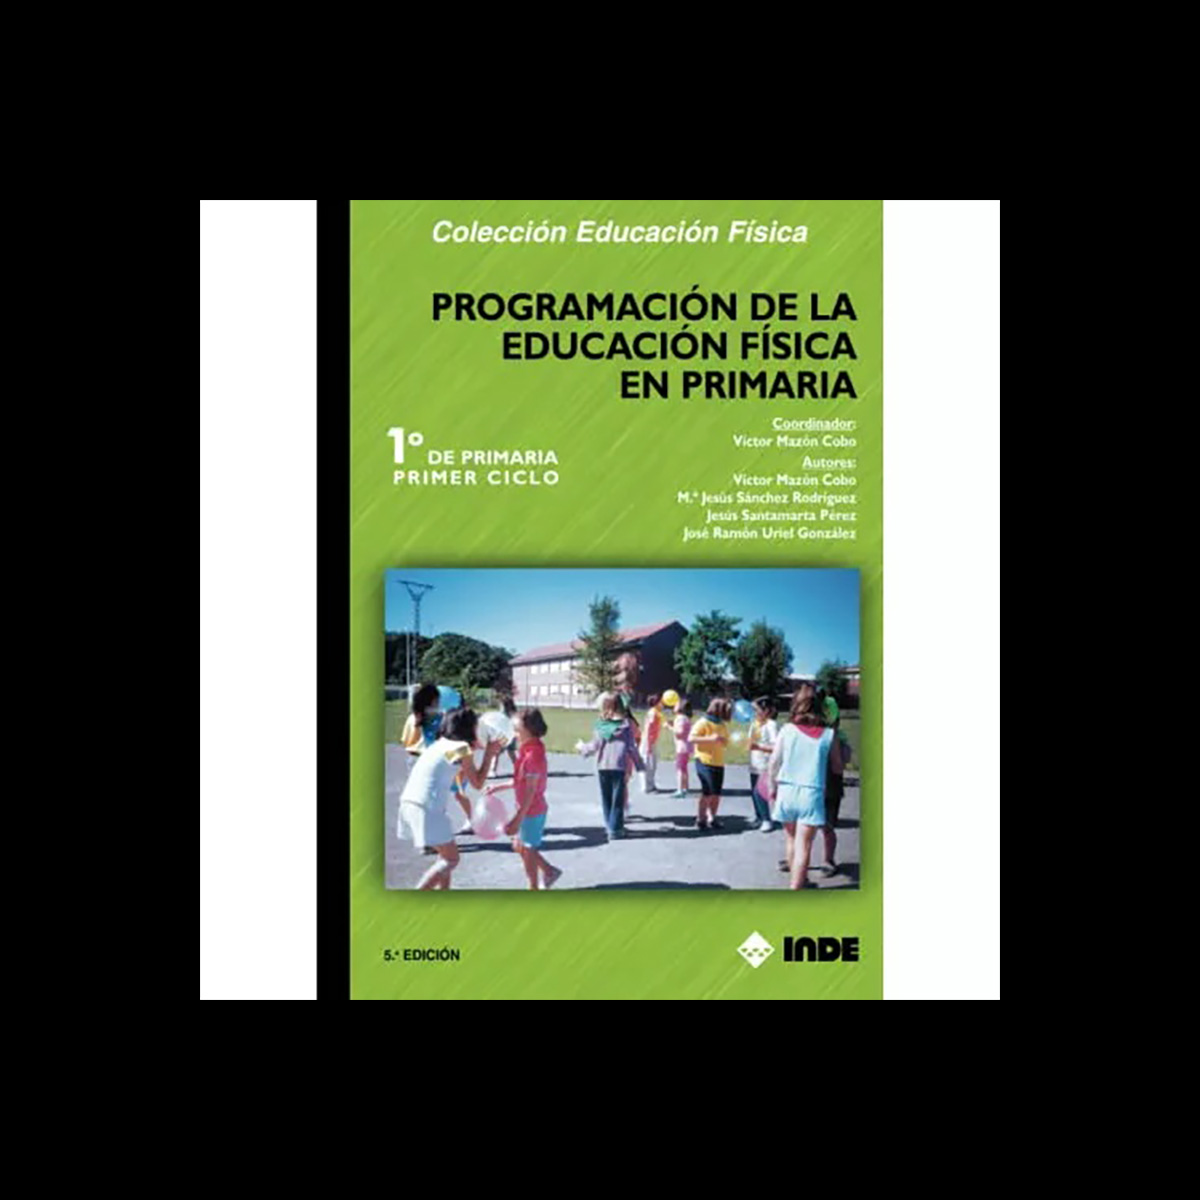 Colección Educación Física
PROGRAMACIÓN DE LA
EDUCACIÓN FÍSICA
EN PRIMARIA
1º DE PRIMARIA
PRIMER CICLO
Coordinador:
Víctor Mazón Cobo
Autores:
Víctor Mazón Cobo
M.ª Jesús Sánchez Rodríguez
Jesús Santamarta Pérez
José Ramón Uriel González
5.ª EDICIÓN
INDE